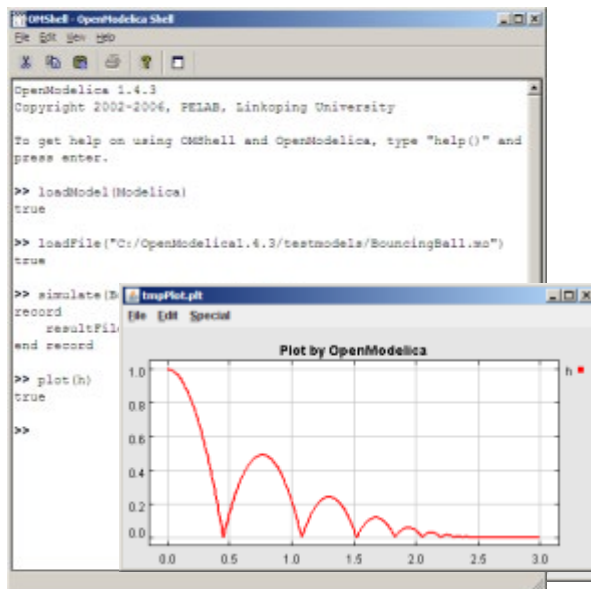 OMShell - OpenModelica Shell
File Edit View Help
OpenModelica 1.4.3
Copyright 2002-2006, PELAB, Linkoping University
To get help on using OMShell and OpenModelica, type "help()" and
press enter.
>> loadModel(Modelica)
true
>> loadFile("C:/OpenModelica1.4.3/testmodels/BouncingBall.mo")
true
>> simulate(B
record
resultFil
end record
>> plot(h)
true
>>
tmpPlot.plt
File Edit Special
Plot by OpenModelica
h
1.0
0.8
0.6
0.4
0.2
0.0
0.0 0.5 1.0 1.5 2.0 2.5 3.0